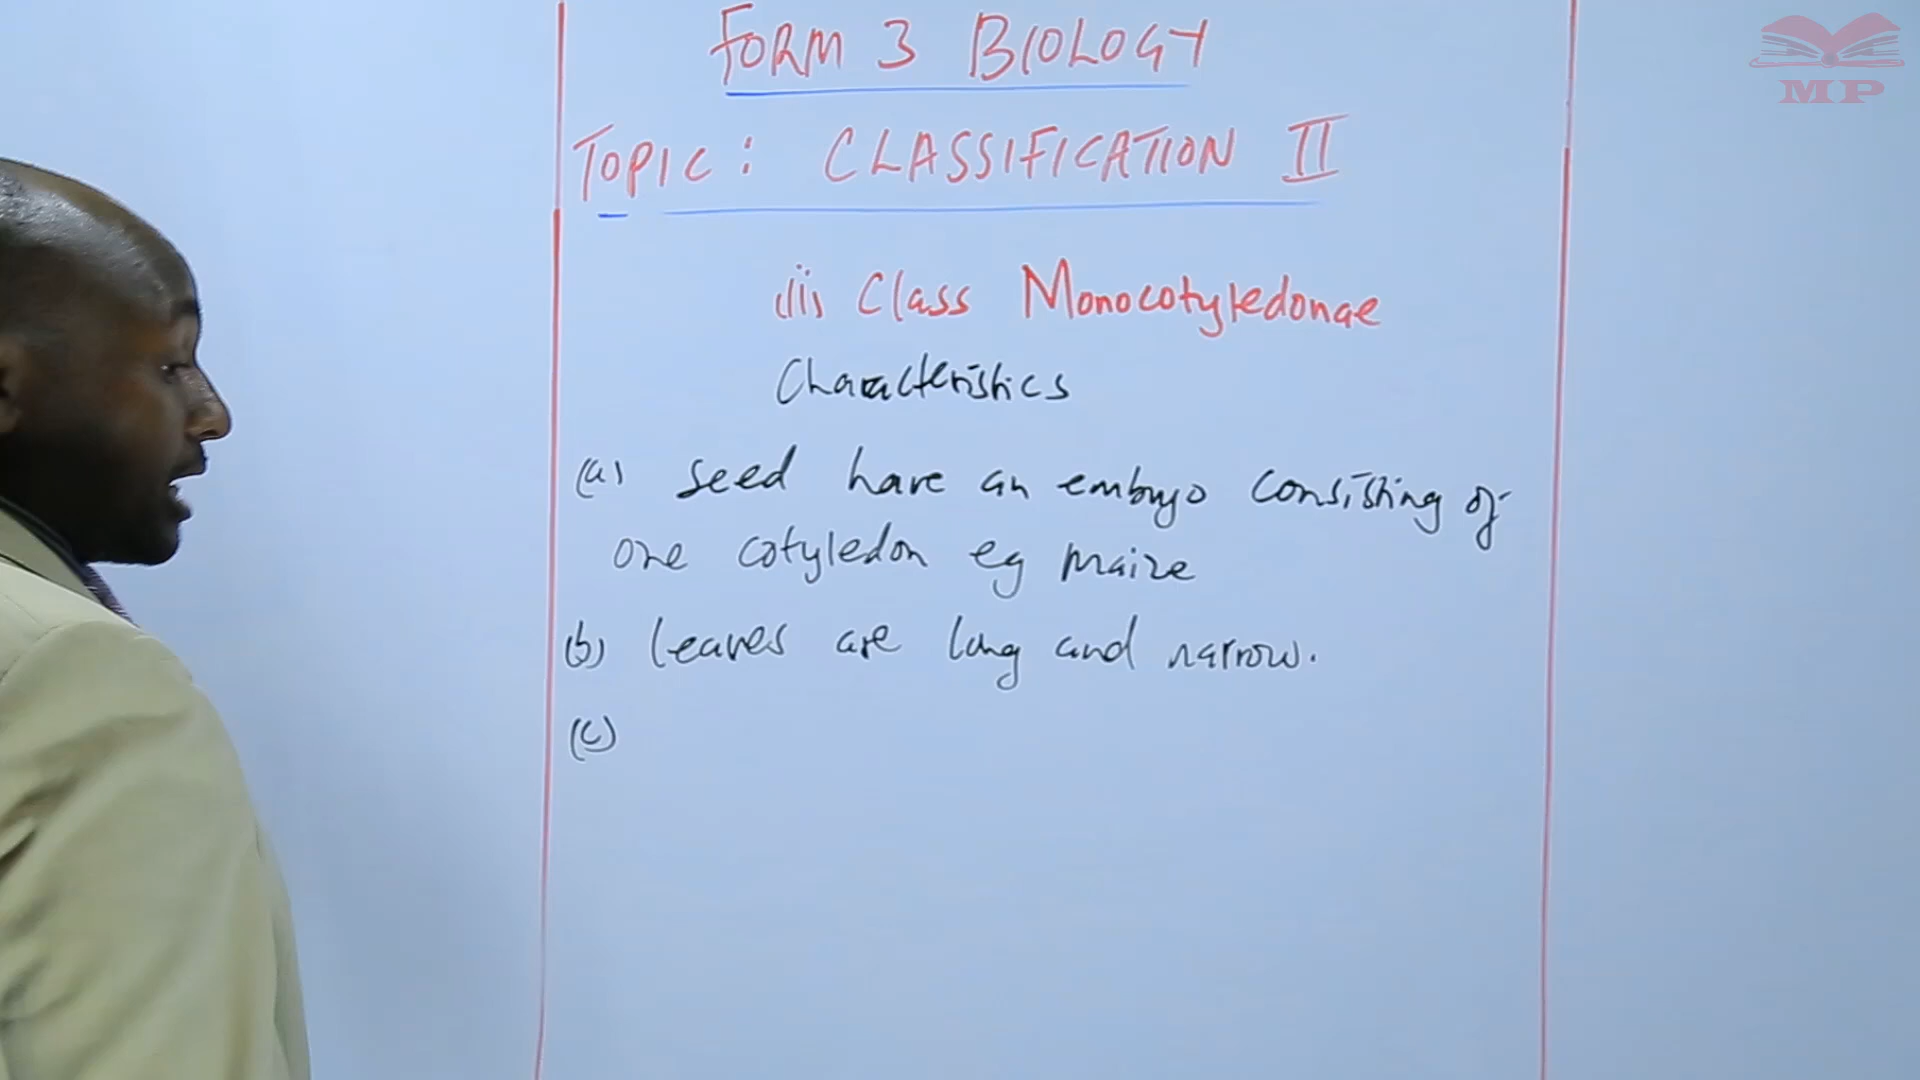 FORM 3 BIOLOGY
MP
TOPIC: CLASSIFICATION II
(ii) Class Monocotyledonae
Characteristics
(a) seed have an embryo consisting of
one cotyledon eg maize
(b) leaves are long and narrow.
(c)